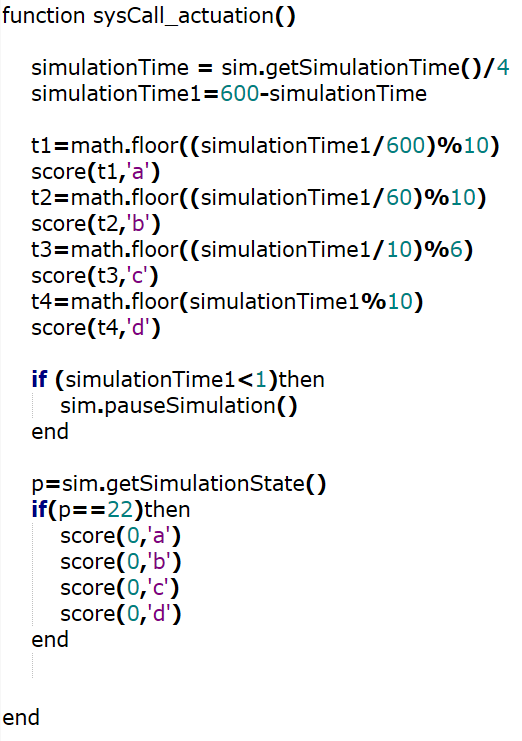 function sysCall_actuation()
simulationTime = sim.getSimulationTime()/4
simulationTime1=600-simulationTime
t1=math.floor((simulationTime1/600)%10)
score(t1,'a')
t2=math.floor((simulationTime1/60)%10)
score(t2,'b')
t3=math.floor((simulationTime1/10)%6)
score(t3,'c')
t4=math.floor(simulationTime1%10)
score(t4,'d')
if (simulationTime1<1)then
sim.pauseSimulation()
end
p=sim.getSimulationState()
if(p==22)then
score(0,'a')
score(0,'b')
score(0,'c')
score(0,'d')
end
end